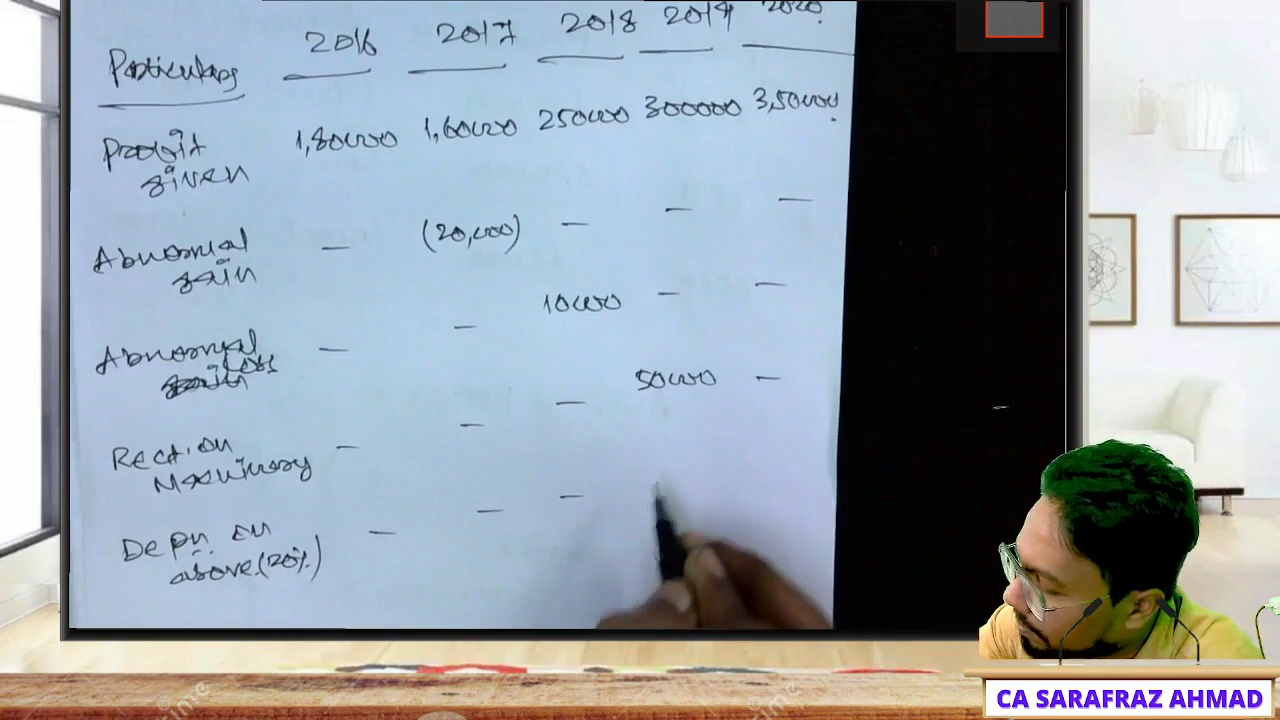 Particulars 2016 2017 2018 2019 2020
Profit given 1,80000 1,60000 250000 300000 3,50000
Abnormal gain — (20,000) — — —
Abnormal loss — — 10000 — —
Rect. on Machinery — — — 50000 —
Depn. on above (20%) — — —
CA SARAFRAZ AHMAD